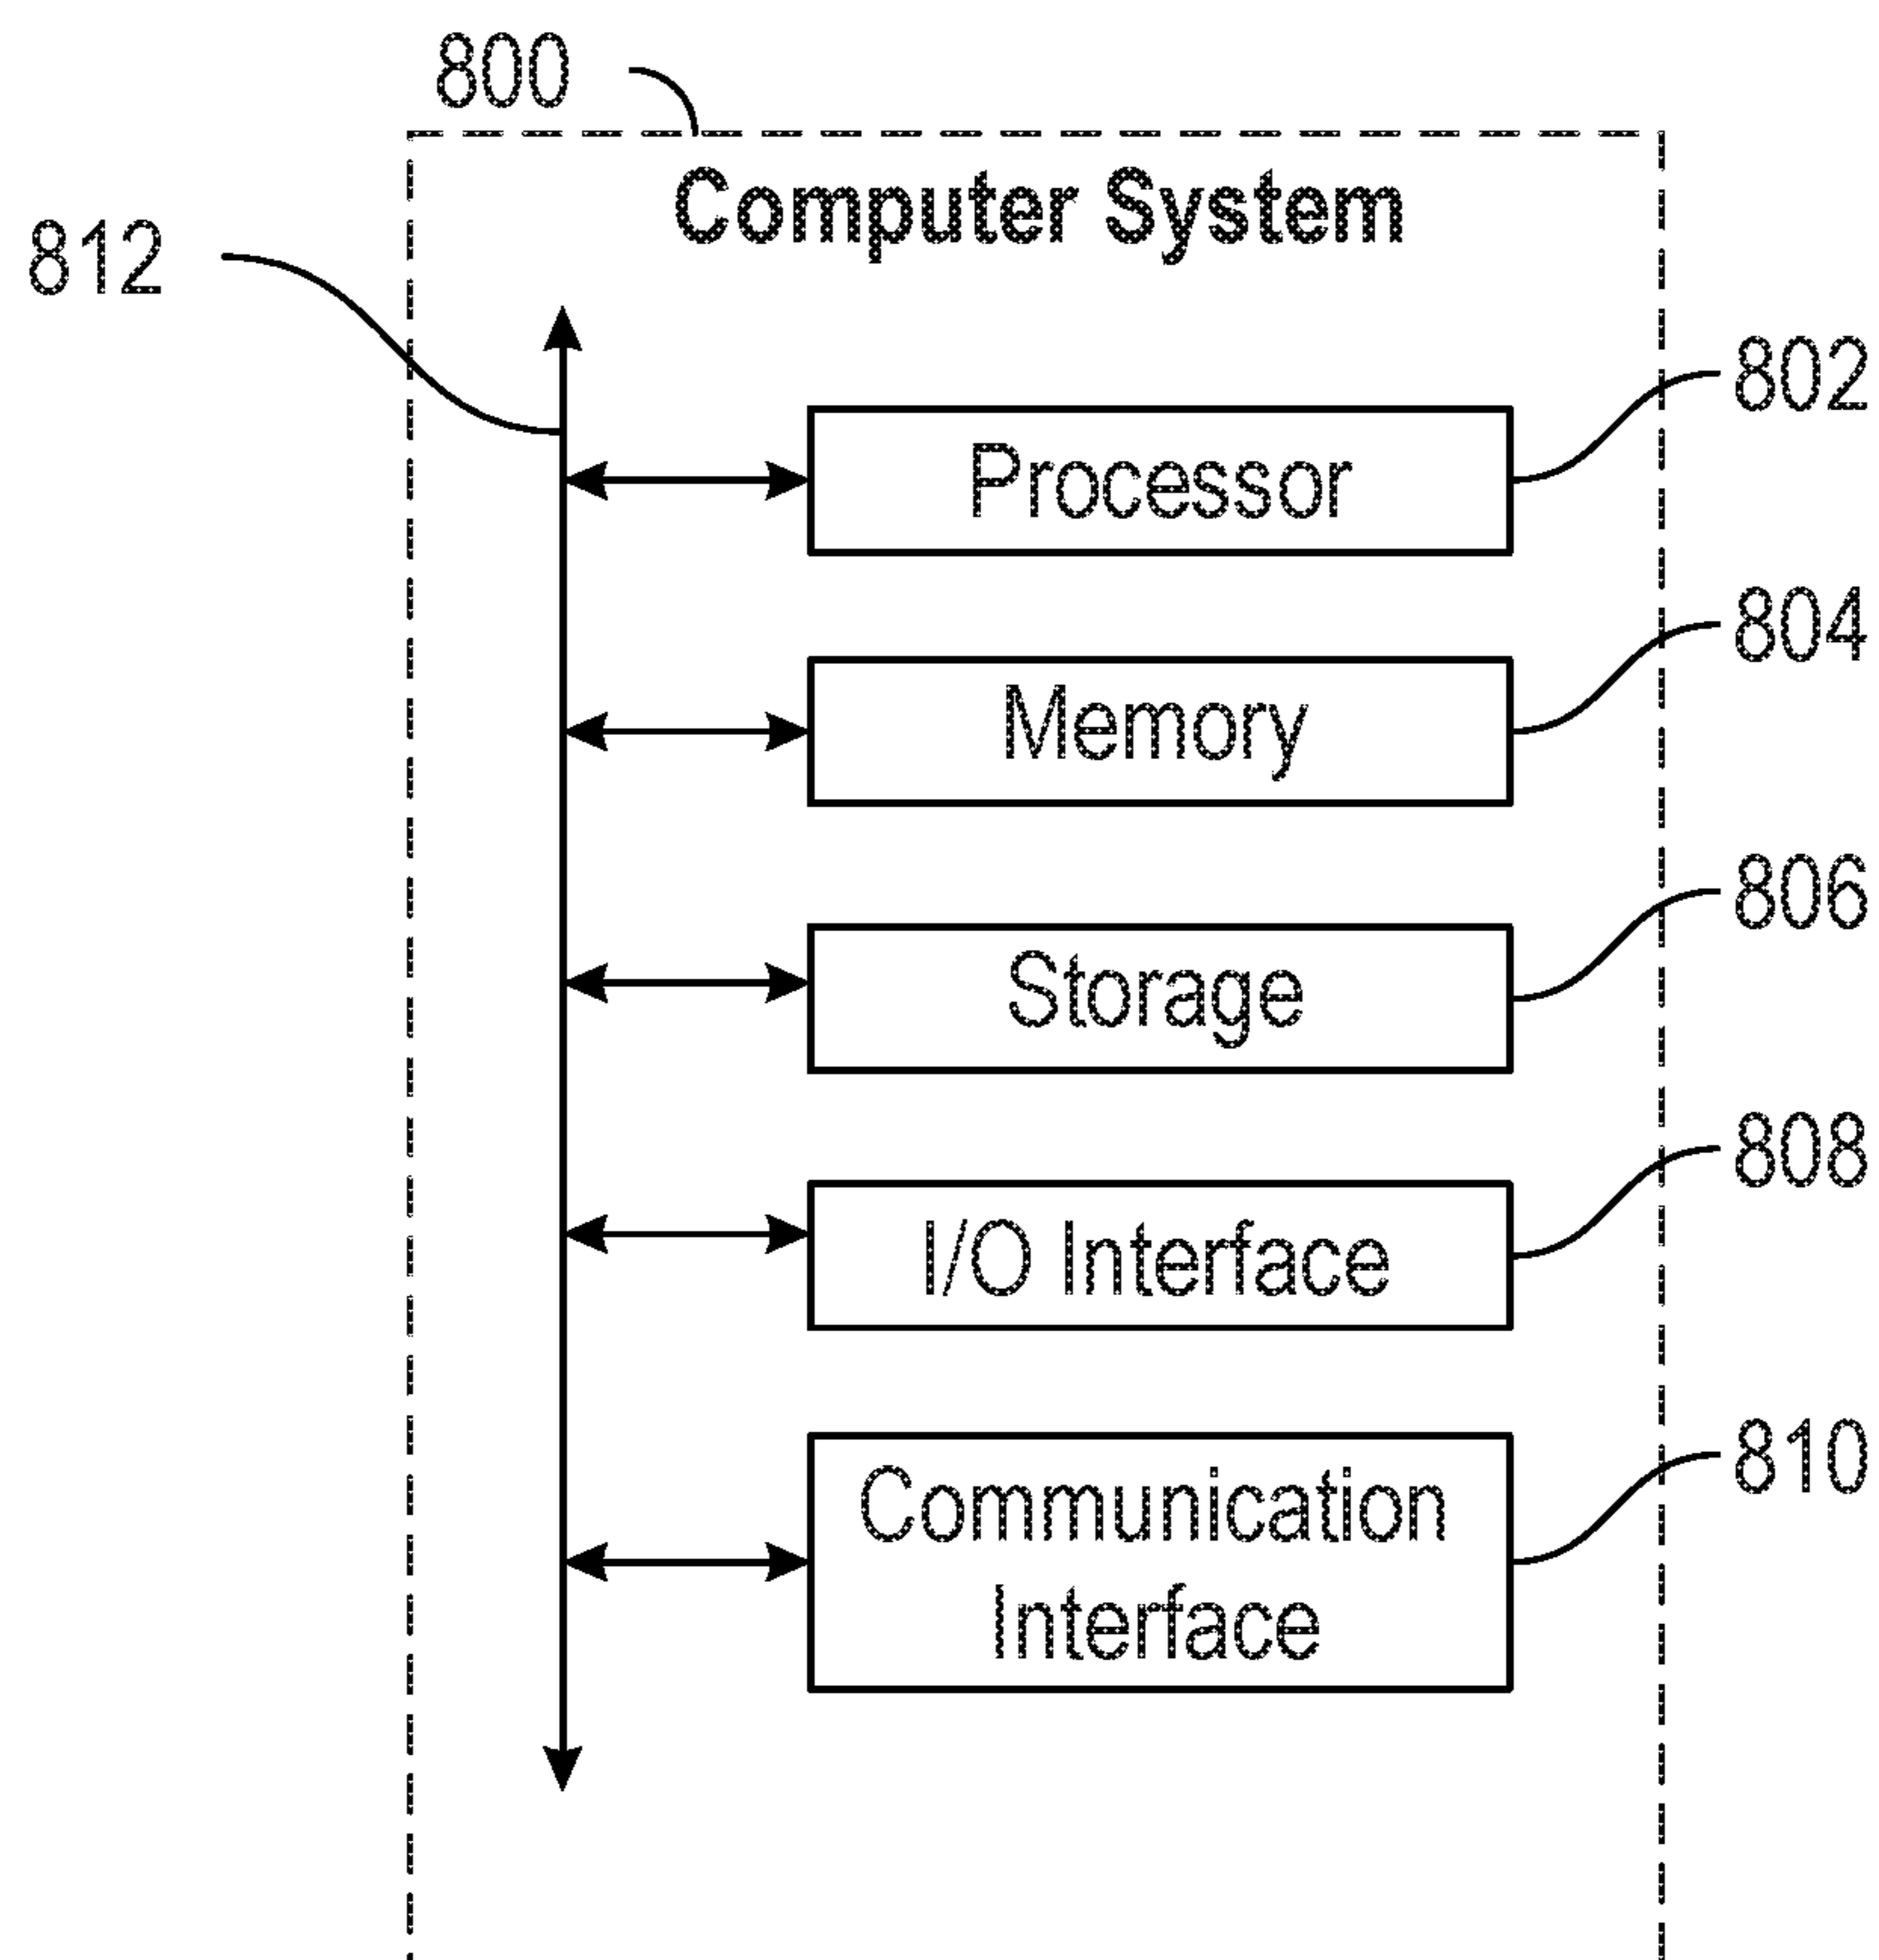 800
Computer System
812
802
Processor
804
Memory
806
Storage
808
I/O Interface
810
Communication
Interface